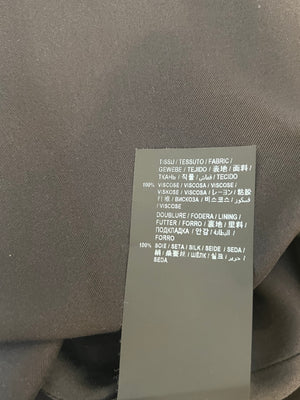 TISSU / TESSUTO / FABRIC /
GEWEBE / TEJIDO / 表地 / 面料 /
ТКАНЬ / 직물 / قماش / TECIDO
100% VISCOSE / VISCOSA / VISCOSE /
VISKOSE / VISCOSA / レーヨン / 粘胶
纤维 / ВИСКОЗА / 비스코스 / فسكوز
/ VISCOSE
DOUBLURE / FODERA / LINING /
FUTTER / FORRO / 裏地 / 里料 /
ПОДКЛАДКА / 안감 / البطانة / FORRO
100% SOIE / SETA / SILK / SEIDE / SEDA /
絹 / 桑蚕丝 / ШЁЛК / 실크 / حرير /
SEDA